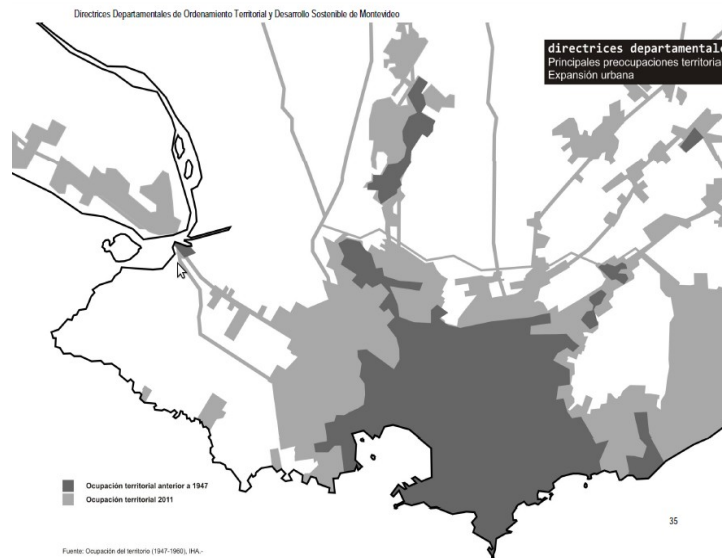 Directrices Departamentales de Ordenamiento Territorial y Desarrollo Sostenible de Montevideo
directrices departamentale
Principales preocupaciones territoria
Expansión urbana
Ocupación territorial anterior a 1947
Ocupación territorial 2011
35
Fuente: Ocupación del territorio (1947-1960), IHA.-